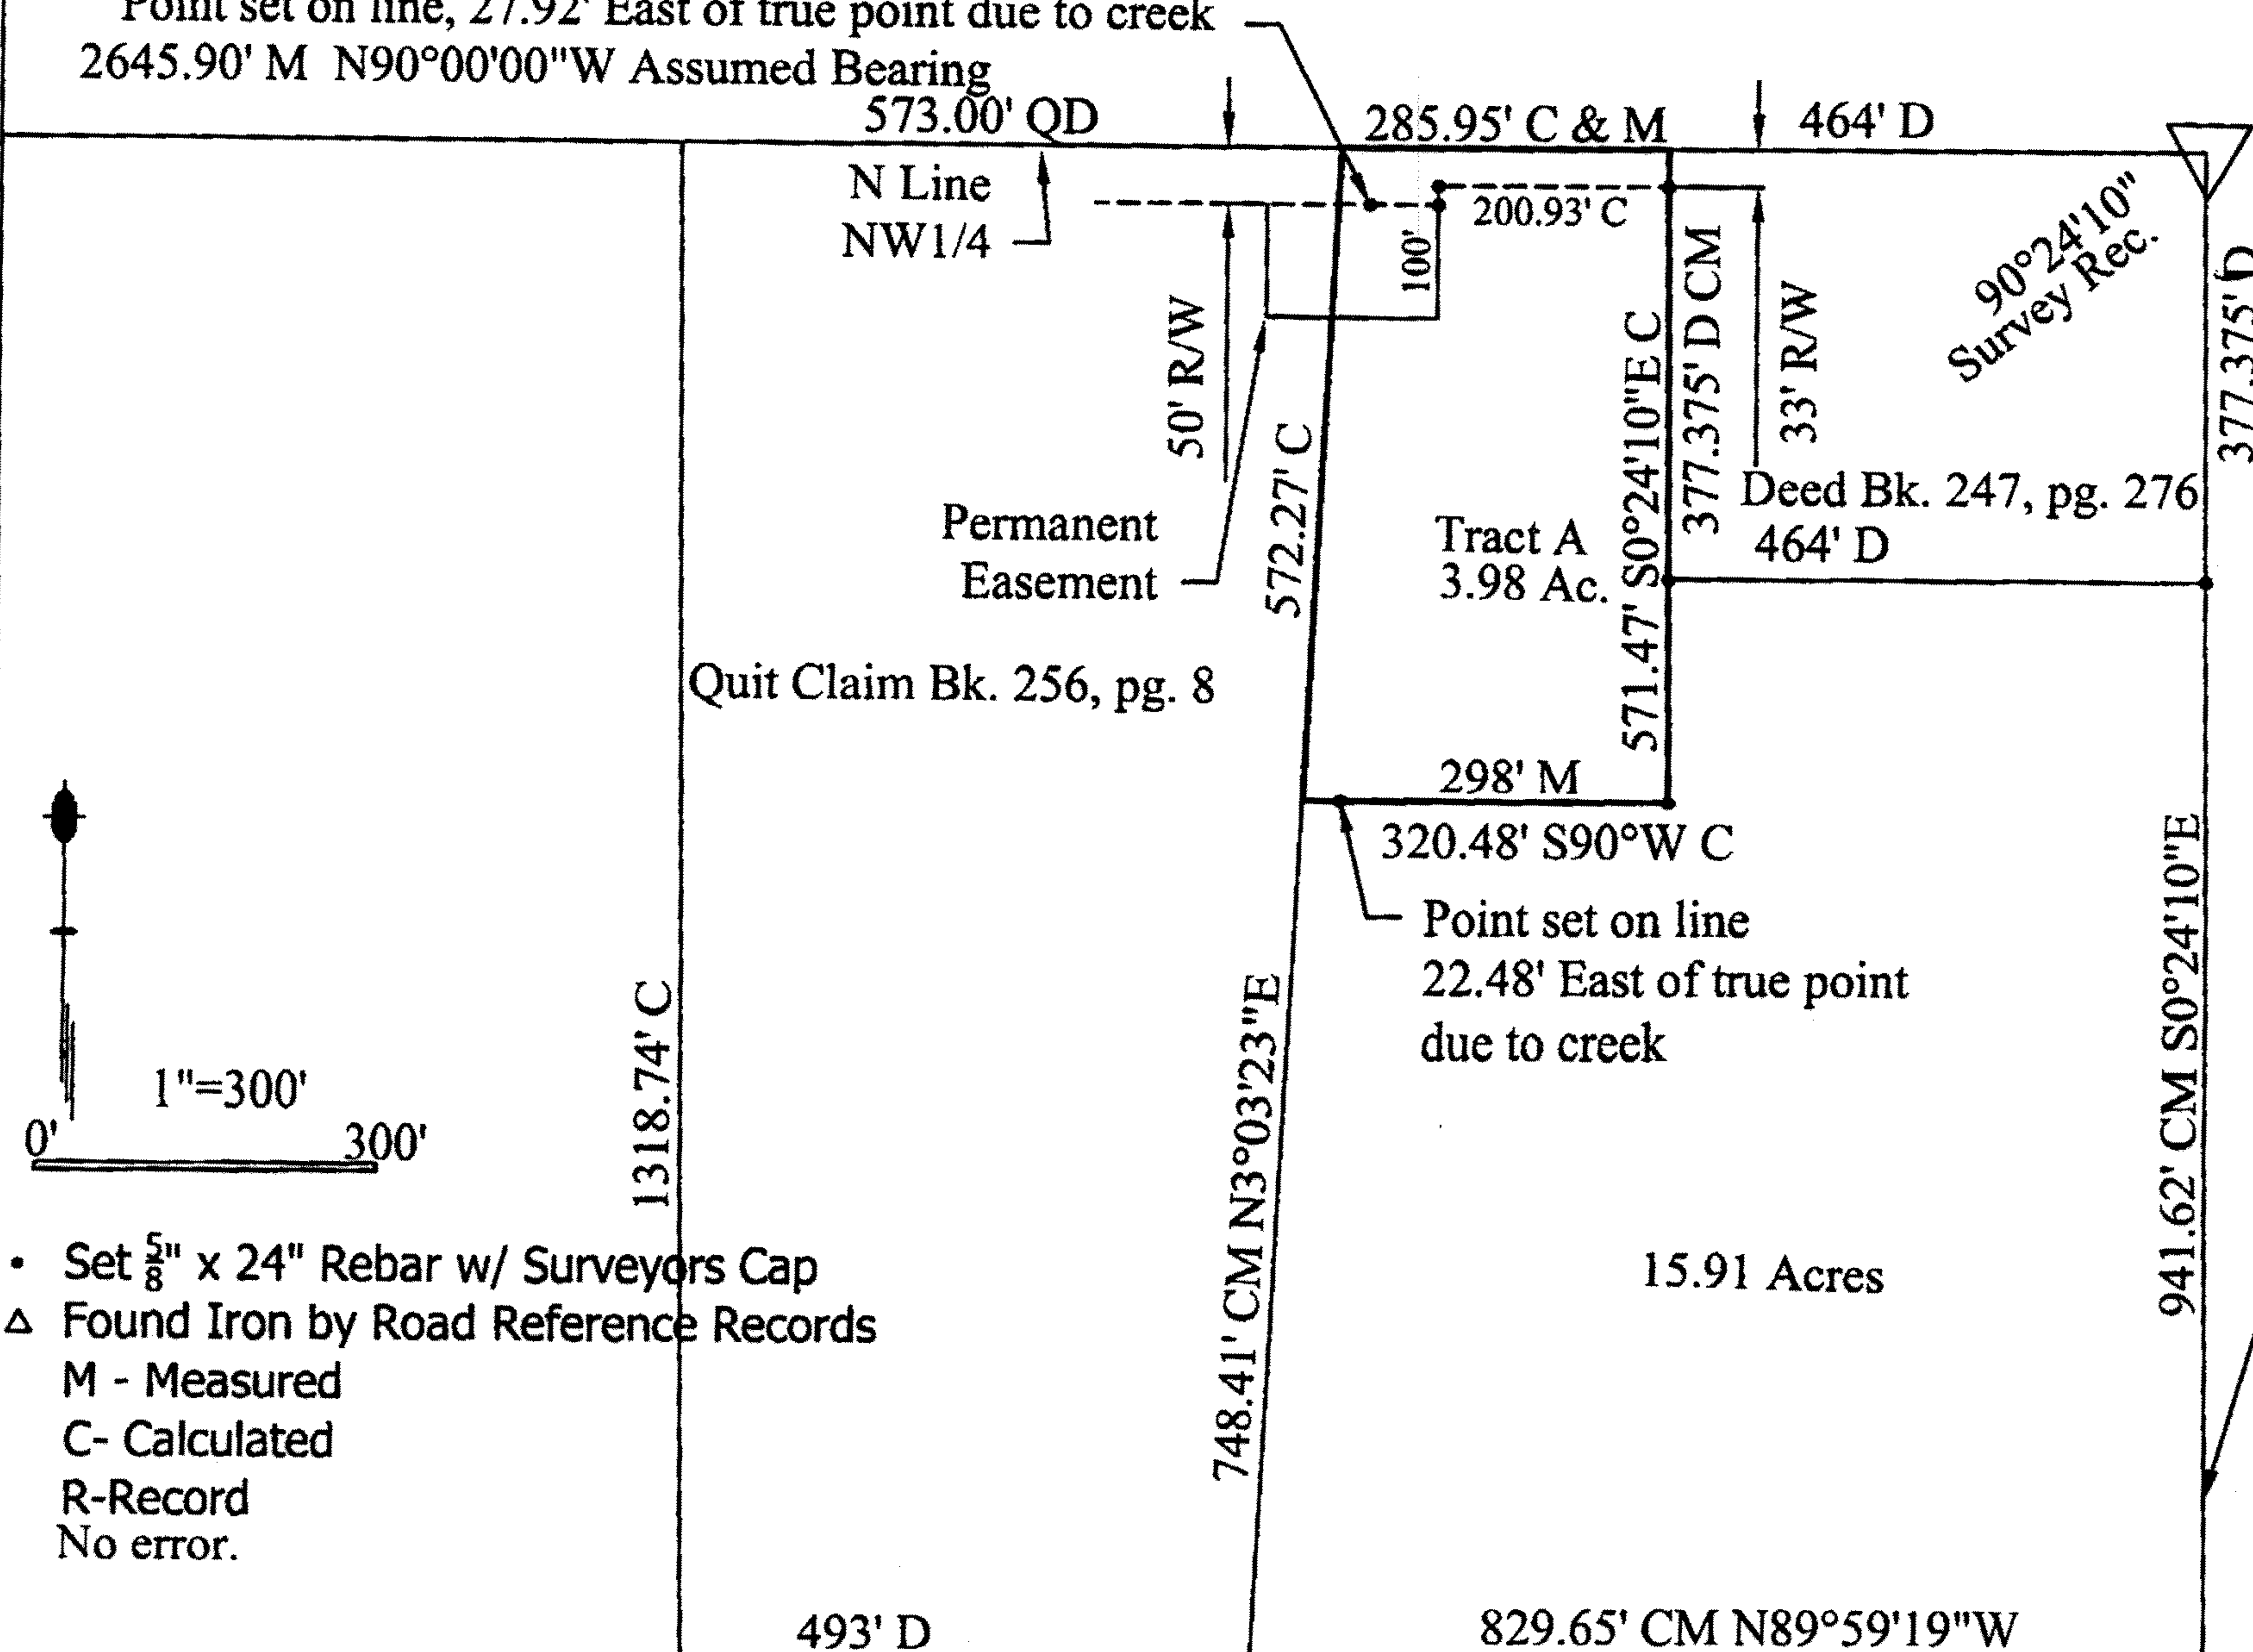 Point set on line, 27.92' East of true point due to creek
2645.90' M N90°00'00"W Assumed Bearing
573.00' QD
285.95' C & M
464' D
N Line
NW1/4
200.93' C
100'
90°24'10"
Survey Rec.
377.375' D
50' R/W
33' R/W
377.375' D CM
571.47' S0°24'10"E C
572.27' C
Permanent
Easement
Tract A
3.98 Ac.
Deed Bk. 247, pg. 276
464' D
Quit Claim Bk. 256, pg. 8
298' M
320.48' S90°W C
Point set on line
22.48' East of true point
due to creek
1"=300'
0' 300'
1318.74' C
748.41' CM N3°03'23"E
941.62' CM S0°24'10"E
15.91 Acres
• Set 5/8" x 24" Rebar w/ Surveyors Cap
△ Found Iron by Road Reference Records
M - Measured
C- Calculated
R-Record
No error.
493' D
829.65' CM N89°59'19"W